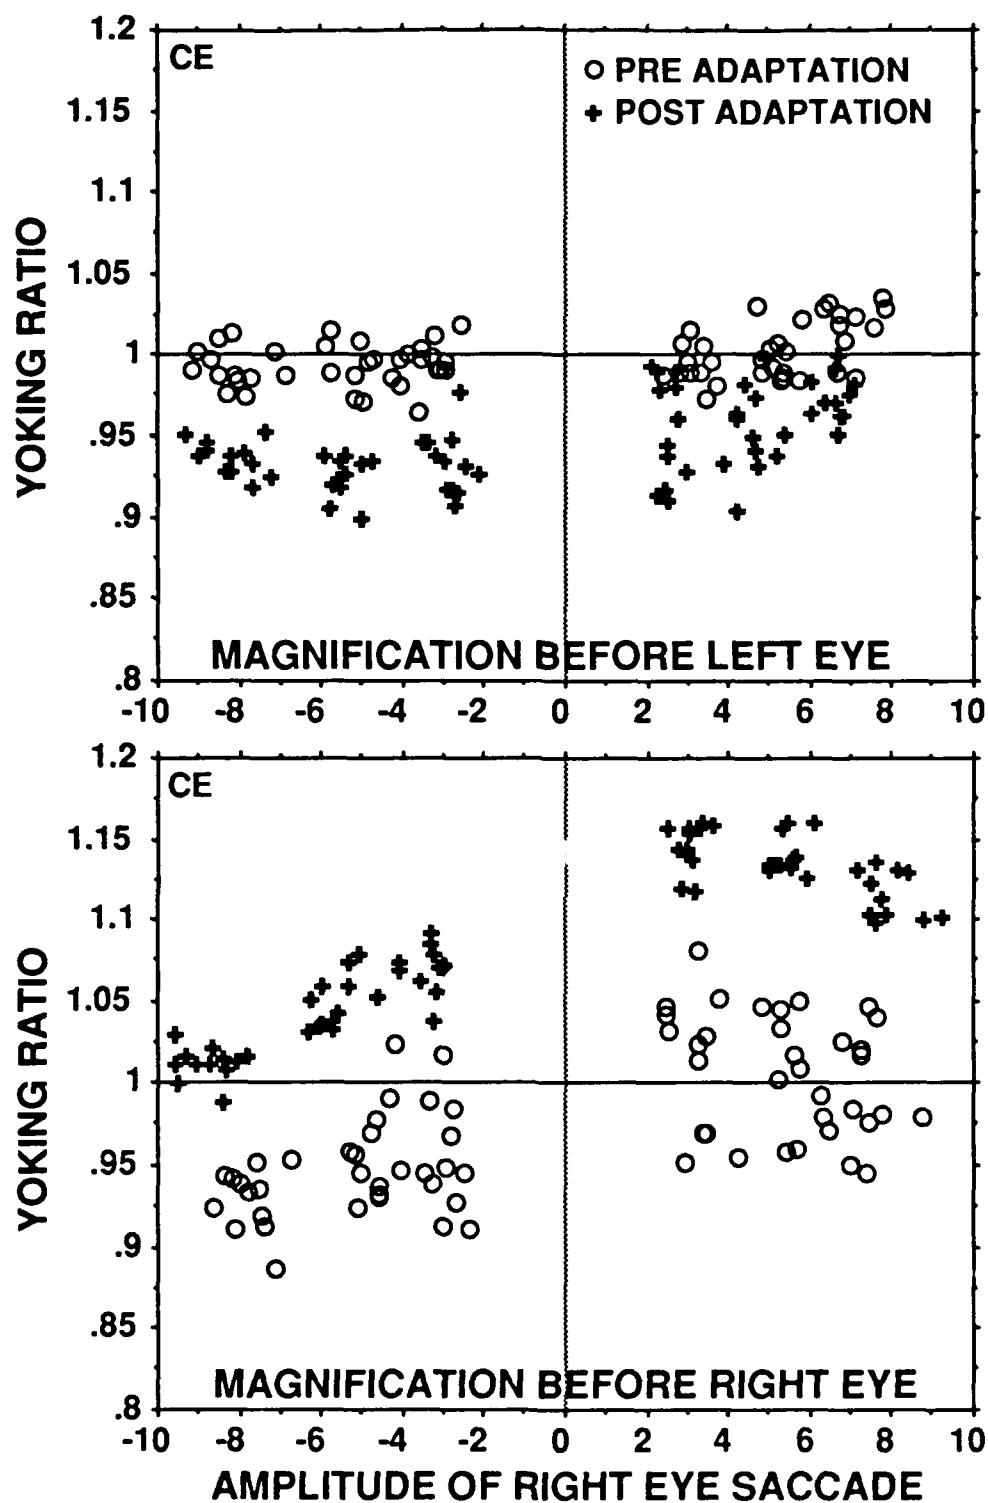 1.2
CE
○ PRE ADAPTATION
1.15
+ POST ADAPTATION
1.1
YOKING RATIO
1.05
1
.95
.9
.85
MAGNIFICATION BEFORE LEFT EYE
.8
-10 -8 -6 -4 -2 0 2 4 6 8 10
1.2
CE
1.15
1.1
YOKING RATIO
1.05
1
.95
.9
.85
MAGNIFICATION BEFORE RIGHT EYE
.8
-10 -8 -6 -4 -2 0 2 4 6 8 10
AMPLITUDE OF RIGHT EYE SACCADE